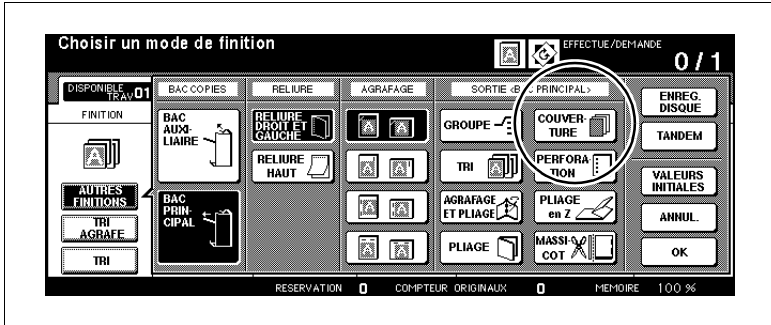 Choisir un mode de finition
EFFECTUE/DEMANDE
0/1
DISPONIBLE
TRAV01
FINITION
AUTRES
FINITIONS
TRI
AGRAFE
TRI
BAC COPIES
BAC
AUXI-
LIAIRE
BAC
PRIN-
CIPAL
RELIURE
RELIURE
DROIT ET
GAUCHE
RELIURE
HAUT
AGRAFAGE
SORTIE <BAC PRINCIPAL>
GROUPE
COUVER-
TURE
TRI
PERFORA-
TION
AGRAFAGE
ET PLIAGE
PLIAGE
en Z
PLIAGE
MASSI-
COT
ENREG.
DISQUE
TANDEM
VALEURS
INITIALES
ANNUL.
OK
RESERVATION 0 COMPTEUR ORIGINAUX 0 MEMOIRE 100 %